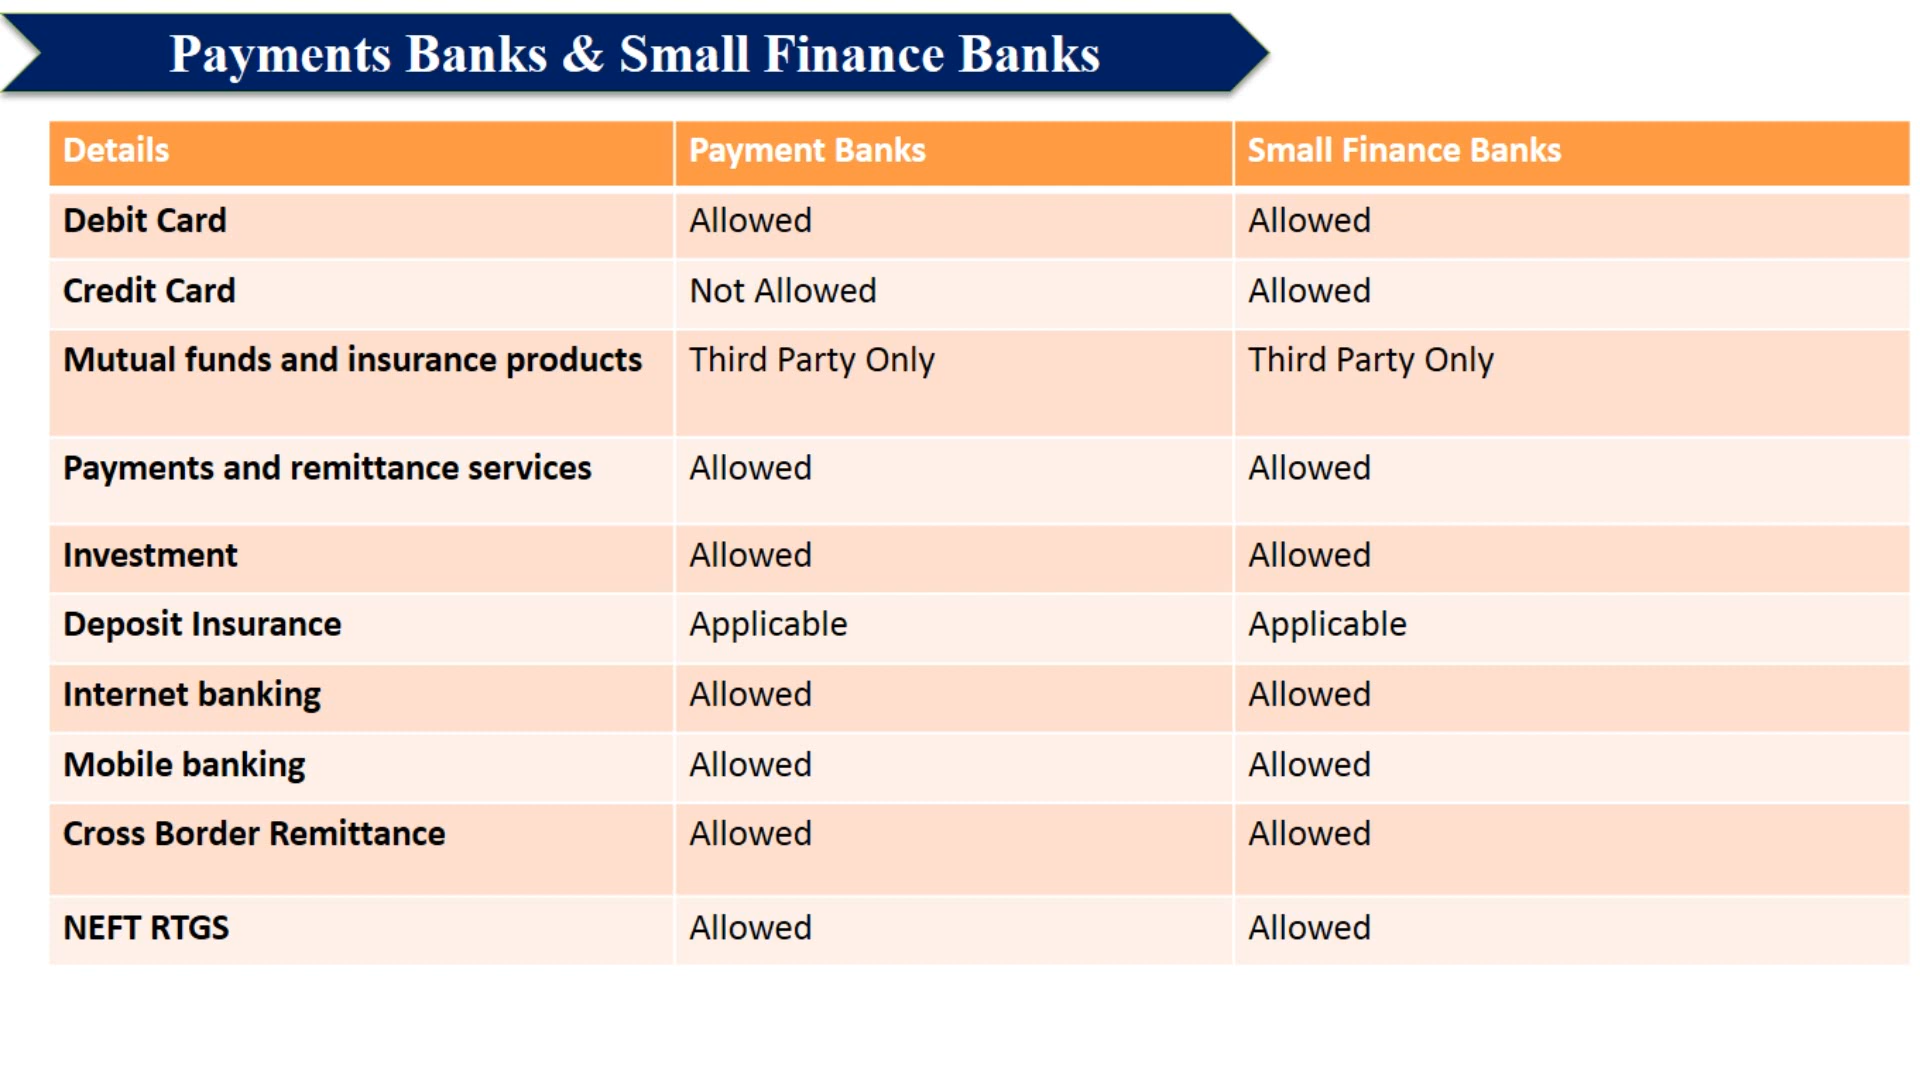 Payments Banks & Small Finance Banks
Details Payment Banks Small Finance Banks
Debit Card Allowed Allowed
Credit Card Not Allowed Allowed
Mutual funds and insurance products Third Party Only Third Party Only
Payments and remittance services Allowed Allowed
Investment Allowed Allowed
Deposit Insurance Applicable Applicable
Internet banking Allowed Allowed
Mobile banking Allowed Allowed
Cross Border Remittance Allowed Allowed
NEFT RTGS Allowed Allowed